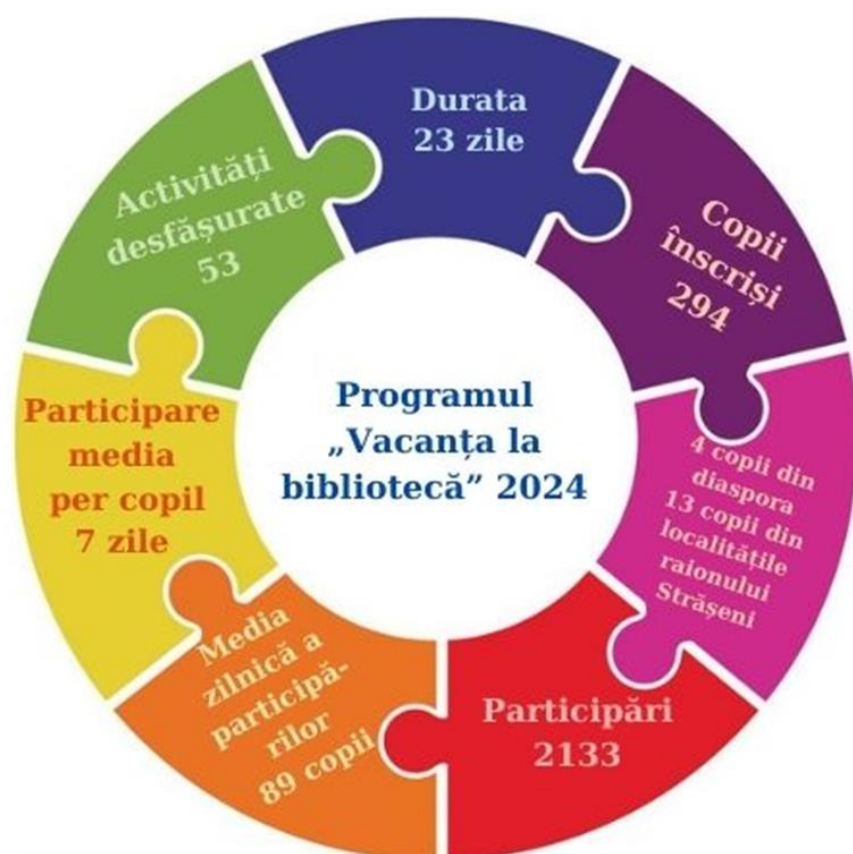 Durata
23 zile
Copii
înscriși
294
4 copii din
diaspora
13 copii din
localitățile
raionului
Strășeni
Participări
2133
Media
zilnică a
participă-
rilor
89 copii
Participare
media
per copil
7 zile
Activități
desfășurate
53
Programul
„Vacanța la
bibliotecă” 2024